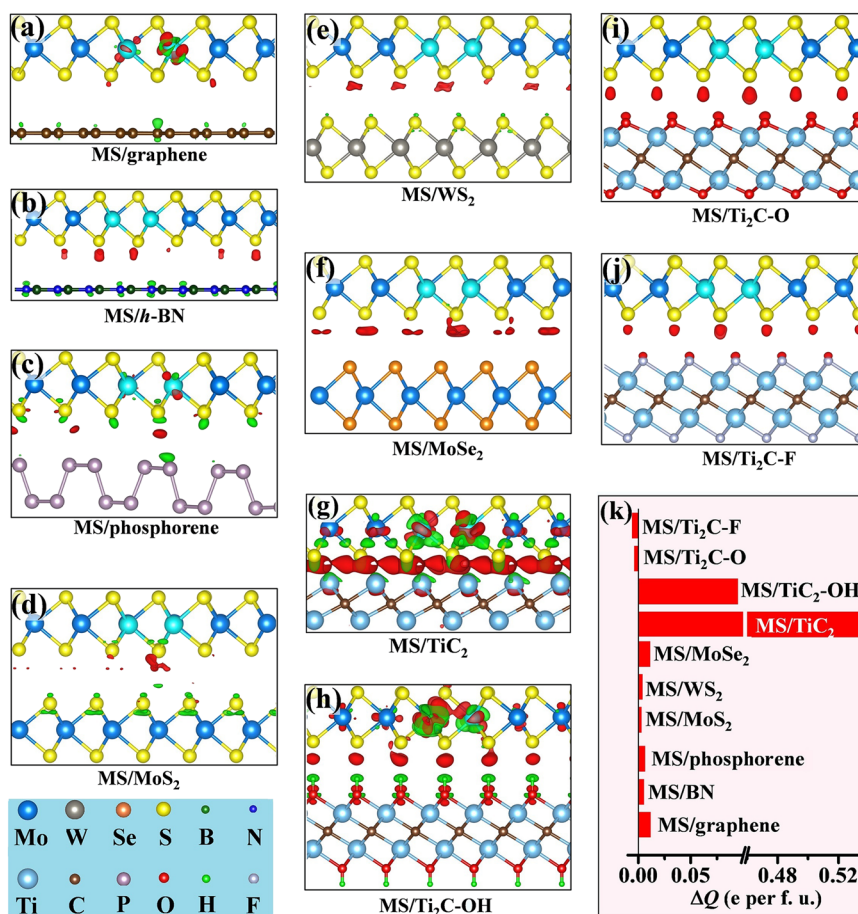 (a)
MS/graphene
(b)
MS/h-BN
(c)
MS/phosphorene
(d)
MS/MoS₂
Mo W Se S B N
Ti C P O H F
(e)
MS/WS₂
(f)
MS/MoSe₂
(g)
MS/TiC₂
(h)
MS/Ti₂C-OH
(i)
MS/Ti₂C-O
(j)
MS/Ti₂C-F
(k)
MS/Ti₂C-F
MS/Ti₂C-O
MS/TiC₂-OH
MS/TiC₂
MS/MoSe₂
MS/WS₂
MS/MoS₂
MS/phosphorene
MS/BN
MS/graphene
0.00 0.05 0.48 0.52
ΔQ (e per f. u.)